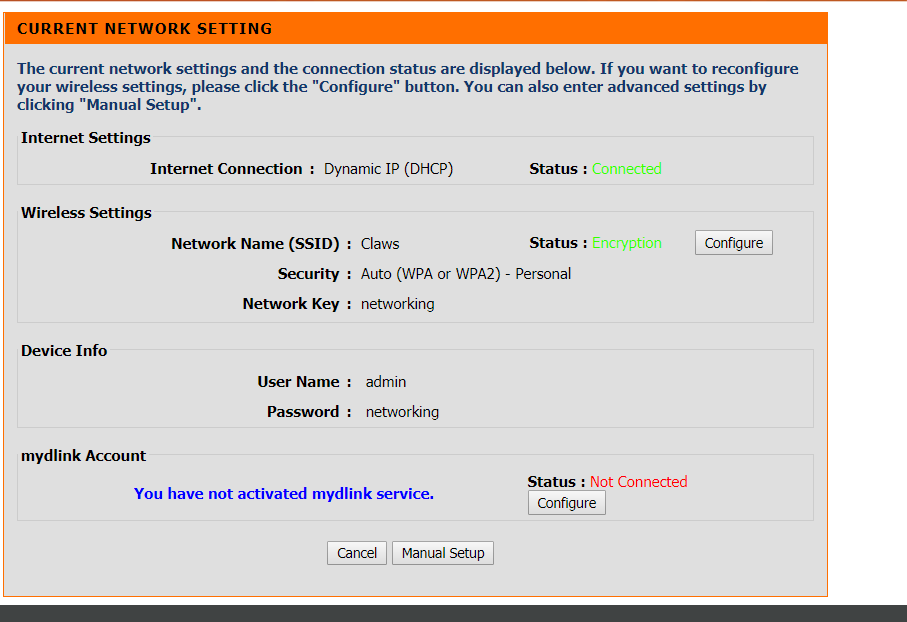 CURRENT NETWORK SETTING
The current network settings and the connection status are displayed below. If you want to reconfigure
your wireless settings, please click the "Configure" button. You can also enter advanced settings by
clicking "Manual Setup".
Internet Settings
Internet Connection : Dynamic IP (DHCP) Status : Connected
Wireless Settings
Network Name (SSID) : Claws Status : Encryption Configure
Security : Auto (WPA or WPA2) - Personal
Network Key : networking
Device Info
User Name : admin
Password : networking
mydlink Account
Status : Not Connected
You have not activated mydlink service.
Configure
Cancel Manual Setup